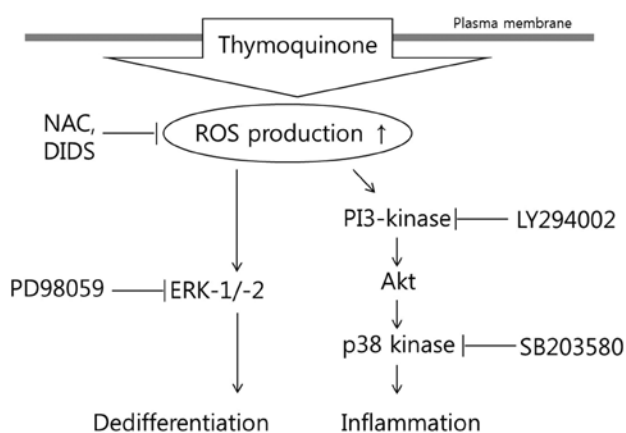 Plasma membrane
Thymoquinone
NAC,
DIDS
ROS production ↑
PI3-kinase
LY294002
Akt
PD98059
ERK-1/-2
p38 kinase
SB203580
Dedifferentiation
Inflammation